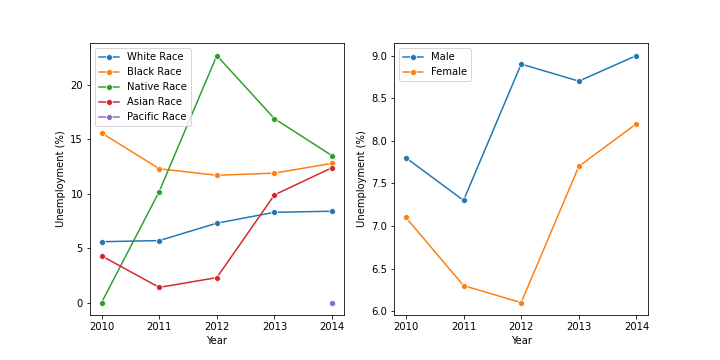 White Race
Black Race
Native Race
Asian Race
Pacific Race
20
15
10
5
0
Unemployment (%)
2010 2011 2012 2013 2014
Year
Male
Female
9.0
8.5
8.0
7.5
7.0
6.5
6.0
Unemployment (%)
2010 2011 2012 2013 2014
Year